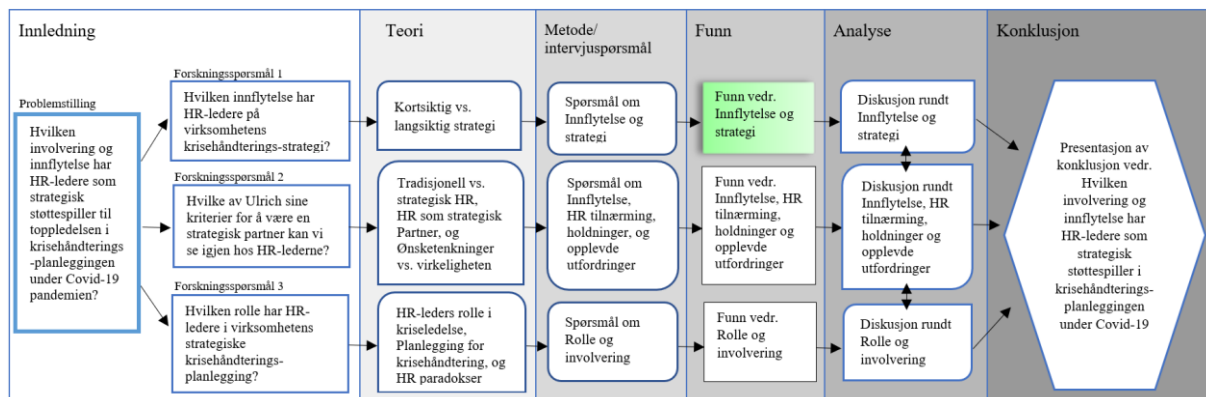 Innledning
Problemstilling
Hvilken
involvering og
innflytelse har
HR-ledere som
strategisk
støttespiller til
toppledelsen i
krisehåndterings
-planleggingen
under Covid-19
pandemien?
Forskningsspørsmål 1
Hvilken innflytelse har
HR-ledere på
virksomhetens
krisehåndterings-strategi?
Forskningsspørsmål 2
Hvilke av Ulrich sine
kriterier for å være en
strategisk partner kan vi
se igjen hos HR-lederne?
Forskningsspørsmål 3
Hvilken rolle har HR-
ledere i virksomhetens
strategiske
krisehåndterings-
planlegging?
Teori
Kortsiktig vs.
langsiktig strategi
Tradisjonell vs.
strategisk HR,
HR som strategisk
Partner, og
Ønsketenkninger
vs. virkeligheten
HR-leders rolle i
kriseledelse,
Planlegging for
krisehåndtering, og
HR paradokser
Metode/
intervjuspørsmål
Spørsmål om
Innflytelse og
strategi
Spørsmål om
Innflytelse,
HR tilnærming,
holdninger, og
opplevde
utfordringer
Spørsmål om
Rolle og
involvering
Funn
Funn vedr.
Innflytelse og
strategi
Funn vedr.
Innflytelse, HR
tilnærming,
holdninger og
opplevde
utfordringer
Funn vedr.
Rolle og
involvering
Analyse
Diskusjon rundt
Innflytelse og
strategi
Diskusjon rundt
Innflytelse, HR
tilnærming,
holdninger og
opplevde
utfordringer
Diskusjon rundt
Rolle og
involvering
Konklusjon
Presentasjon av
konklusjon vedr.
Hvilken
involvering og
innflytelse har
HR-ledere som
strategisk
støttespiller i
krisehåndterings-
planleggingen
under Covid-19